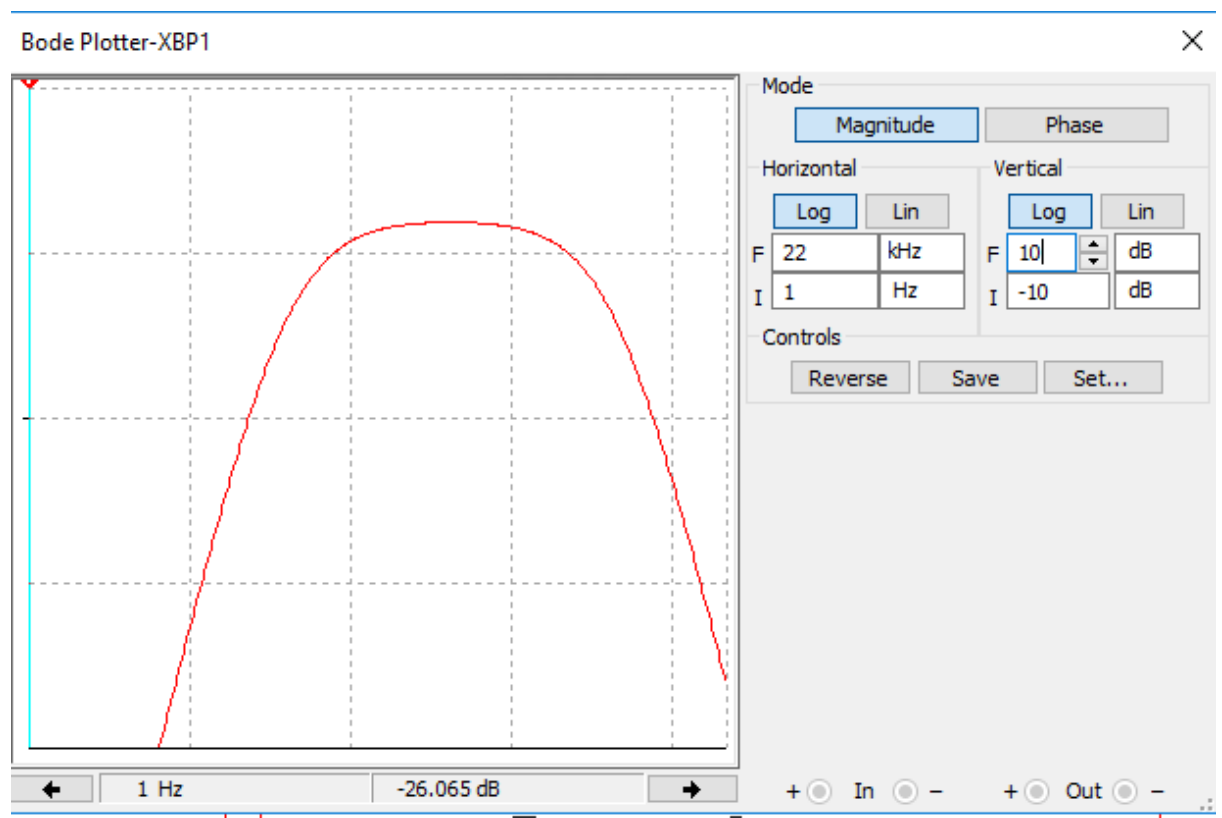 Bode Plotter-XBP1
Mode
Magnitude Phase
Horizontal Vertical
Log Lin Log Lin
F 22 kHz F 10 dB
I 1 Hz I -10 dB
Controls
Reverse Save Set...
1 Hz -26.065 dB + In - + Out -